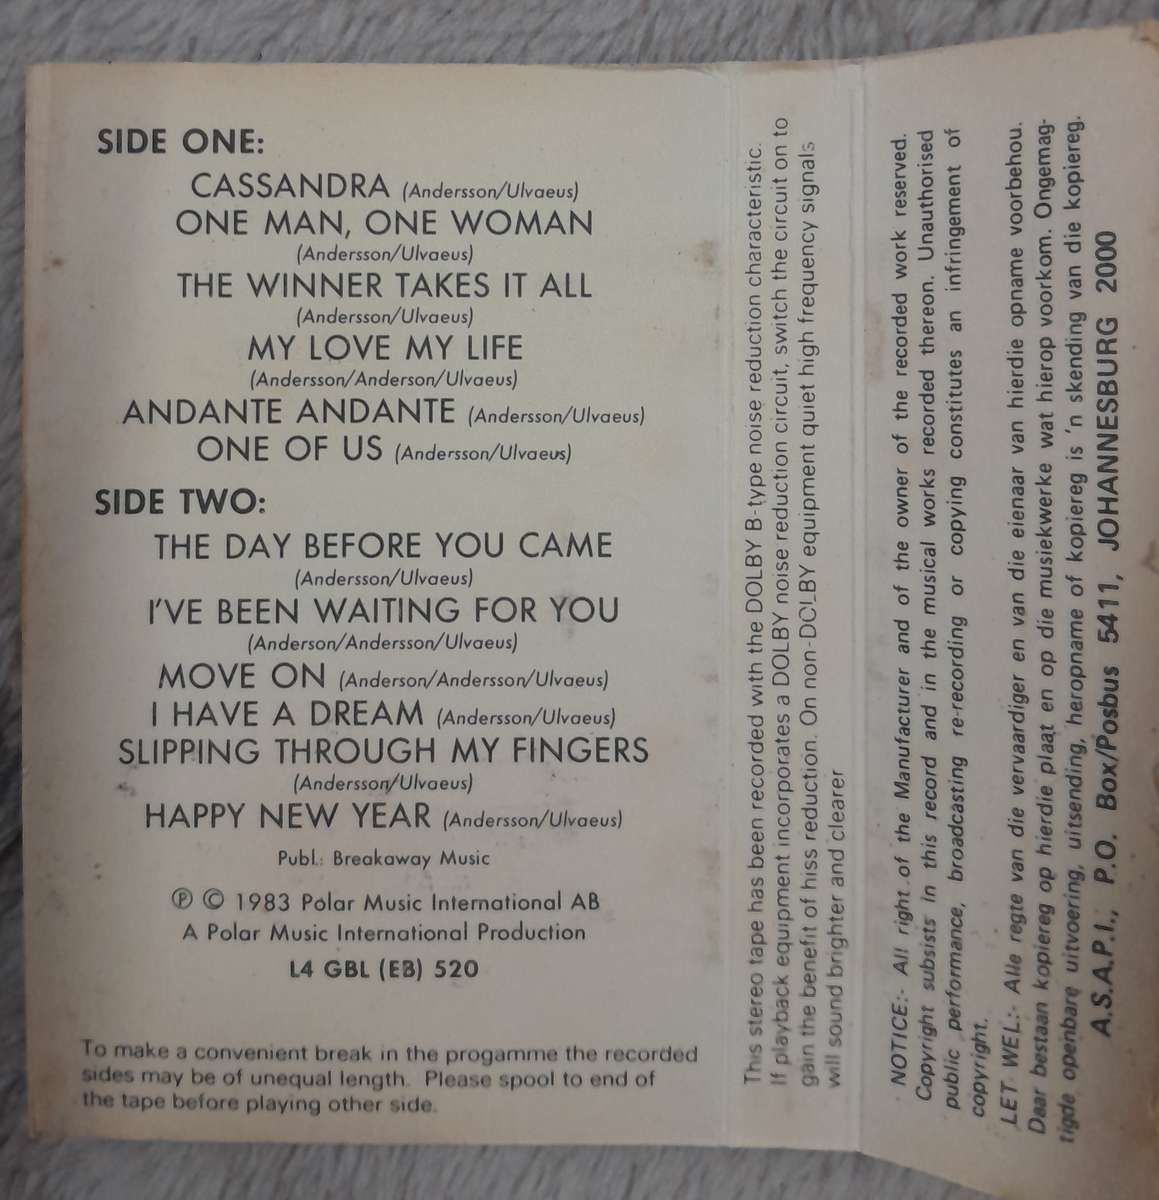 SIDE ONE:
CASSANDRA (Andersson/Ulvaeus)
ONE MAN, ONE WOMAN
(Andersson/Ulvaeus)
THE WINNER TAKES IT ALL
(Andersson/Ulvaeus)
MY LOVE MY LIFE
(Andersson/Anderson/Ulvaeus)
ANDANTE ANDANTE (Andersson/Ulvaeus)
ONE OF US (Andersson/Ulvaeus)
SIDE TWO:
THE DAY BEFORE YOU CAME
(Andersson/Ulvaeus)
I'VE BEEN WAITING FOR YOU
(Anderson/Andersson/Ulvaeus)
MOVE ON (Anderson/Andersson/Ulvaeus)
I HAVE A DREAM (Andersson/Ulvaeus)
SLIPPING THROUGH MY FINGERS
(Andersson/Ulvaeus)
HAPPY NEW YEAR (Andersson/Ulvaeus)
Publ.: Breakaway Music
℗ © 1983 Polar Music International AB
A Polar Music International Production
L4 GBL (EB) 520
To make a convenient break in the progamme the recorded
sides may be of unequal length. Please spool to end of
the tape before playing other side.
This stereo tape has been recorded with the DOLBY B-type noise reduction characteristic.
If playback equipment incorporates a DOLBY noise reduction circuit, switch the circuit on to
gain the benefit of hiss reduction. On non-DOLBY equipment quiet high frequency signals
will sound brighter and clearer
NOTICE:- All right of the Manufacturer and of the owner of the recorded work reserved.
Copyright subsists in this record and in the musical works recorded thereon. Unauthorised
public performance, broadcasting re-recording or copying constitutes an infringement of
copyright.
LET WEL:- Alle regte van die vervaardiger en van die eienaar van hierdie opname voorbehou.
Daar bestaan kopiereg op hierdie plaat en op die musiekwerke wat hierop voorkom. Ongemag-
tigde openbare uitvoering, uitsending, heropname of kopiereg is 'n skending van die kopiereg.
A.S.A.P.I., P.O. Box/Posbus 5411, JOHANNESBURG 2000